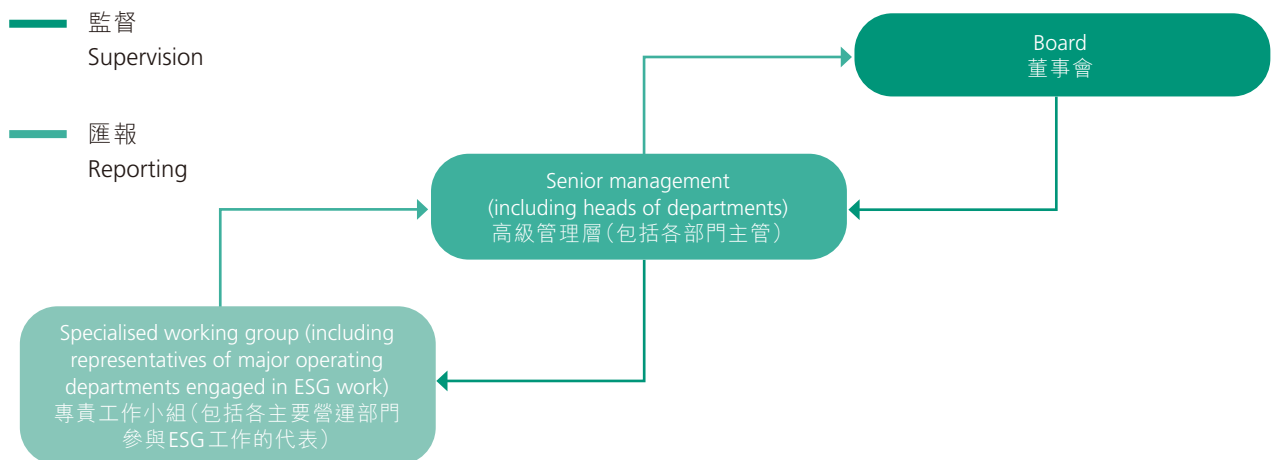 監督
Supervision
匯報
Reporting
Board
董事會
Senior management
(including heads of departments)
高級管理層(包括各部門主管)
Specialised working group (including
representatives of major operating
departments engaged in ESG work)
專責工作小組(包括各主要營運部門
參與ESG工作的代表)